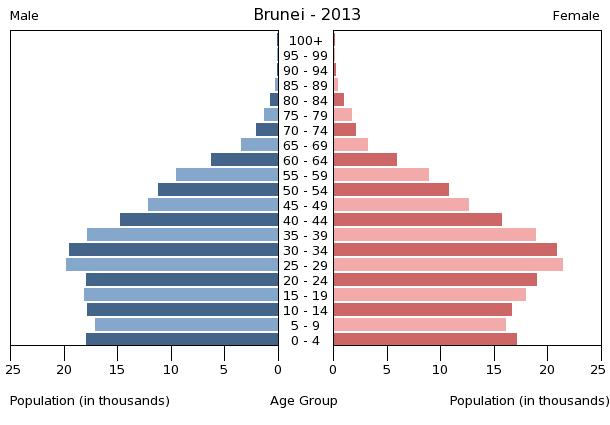 Brunei - 2013
Male
Female
100+
95 - 99
90 - 94
85 - 89
80 - 84
75 - 79
70 - 74
65 - 69
60 - 64
55 - 59
50 - 54
45 - 49
40 - 44
35 - 39
30 - 34
25 - 29
20 - 24
15 - 19
10 - 14
5 - 9
0 - 4
25 20 15 10 5 0 0 5 10 15 20 25
Population (in thousands) Age Group Population (in thousands)